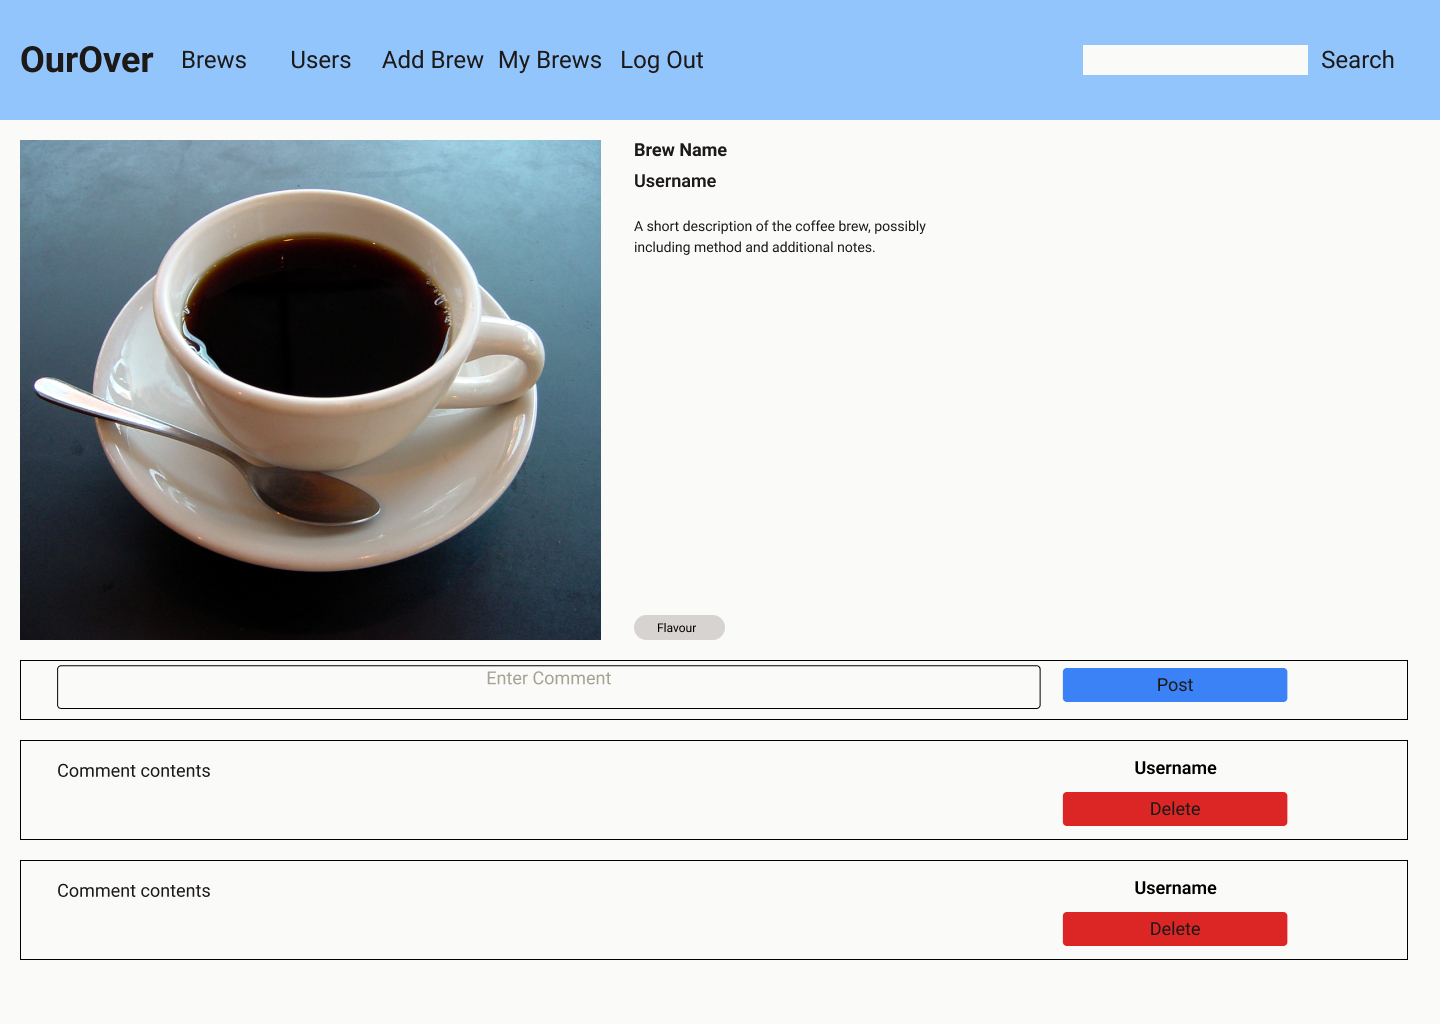 OurOver Brews Users Add Brew My Brews Log Out Search
Brew Name
Username
A short description of the coffee brew, possibly
including method and additional notes.
Flavour
Enter Comment Post
Comment contents Username
Delete
Comment contents Username
Delete